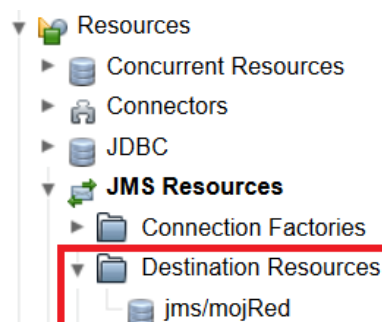 Resources
Concurrent Resources
Connectors
JDBC
JMS Resources
Connection Factories
Destination Resources
jms/mojRed